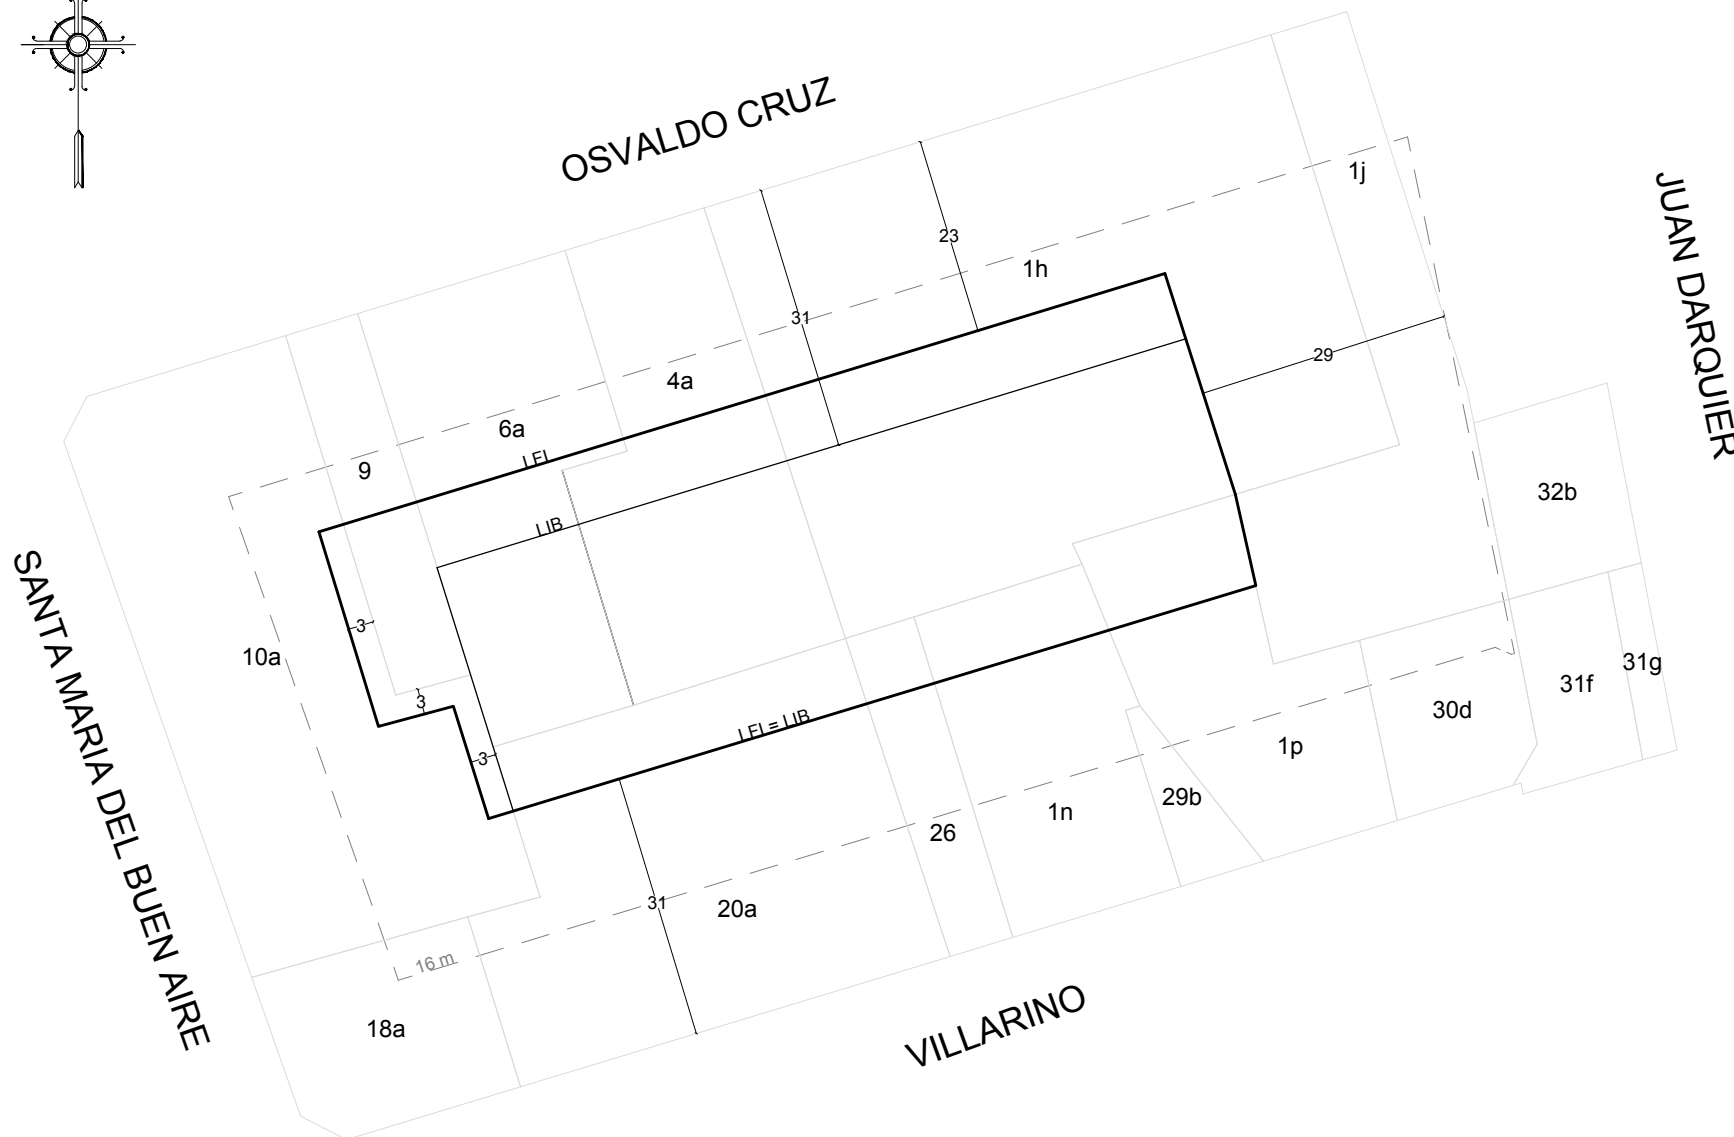 OSVALDO CRUZ
JUAN DARQUIER
1j
23
1h
31
29
4a
6a
LFI
9
32b
LIB
3
10a
31g
31f
3
30d
LFI = LIB
1p
3
29b
1n
26
31
20a
16 m
18a
SANTA MARIA DEL BUEN AIRE
VILLARINO